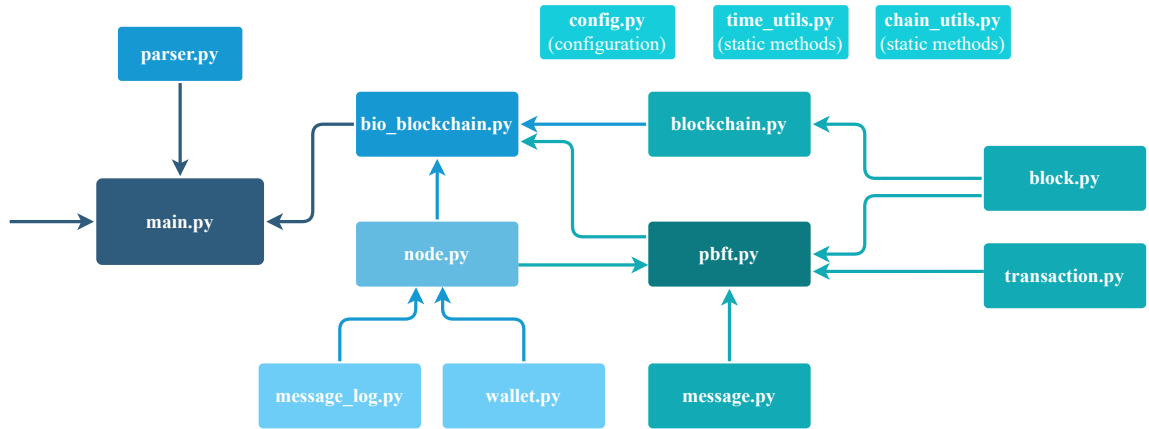 config.py
(configuration)
time_utils.py
(static methods)
chain_utils.py
(static methods)
parser.py
bio_blockchain.py
blockchain.py
block.py
main.py
node.py
pbft.py
transaction.py
message_log.py
wallet.py
message.py